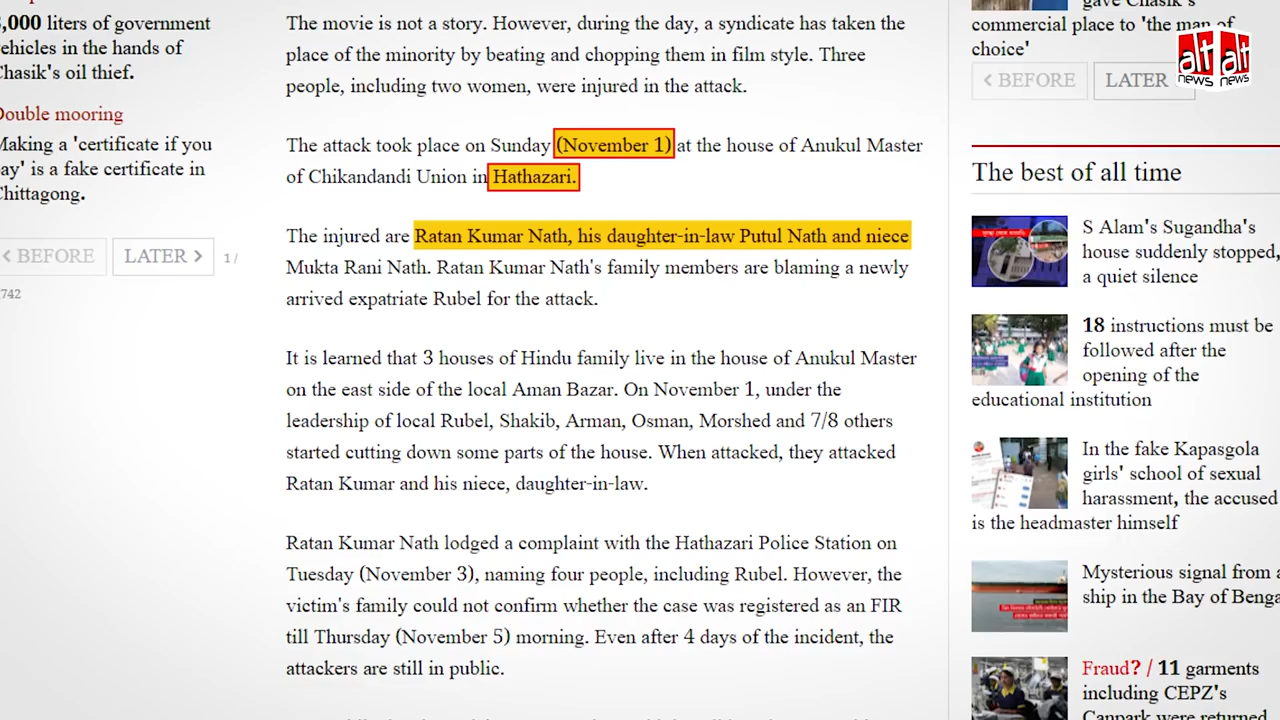 ,000 liters of government
vehicles in the hands of
Chasik's oil thief.
Double mooring
Making a 'certificate if you
pay' is a fake certificate in
Chittagong.
< BEFORE
LATER >
1 /
742
The movie is not a story. However, during the day, a syndicate has taken the
place of the minority by beating and chopping them in film style. Three
people, including two women, were injured in the attack.
The attack took place on Sunday (November 1) at the house of Anukul Master
of Chikandandi Union in Hathazari.
The injured are Ratan Kumar Nath, his daughter-in-law Putul Nath and niece
Mukta Rani Nath. Ratan Kumar Nath's family members are blaming a newly
arrived expatriate Rubel for the attack.
It is learned that 3 houses of Hindu family live in the house of Anukul Master
on the east side of the local Aman Bazar. On November 1, under the
leadership of local Rubel, Shakib, Arman, Osman, Morshed and 7/8 others
started cutting down some parts of the house. When attacked, they attacked
Ratan Kumar and his niece, daughter-in-law.
Ratan Kumar Nath lodged a complaint with the Hathazari Police Station on
Tuesday (November 3), naming four people, including Rubel. However, the
victim's family could not confirm whether the case was registered as an FIR
till Thursday (November 5) morning. Even after 4 days of the incident, the
attackers are still in public.
gave Chasik's
commercial place to 'the man of
choice'
< BEFORE
LATER
alt alt
news news
The best of all time
S Alam's Sugandha's
house suddenly stopped,
a quiet silence
18 instructions must be
followed after the
opening of the
educational institution
In the fake Kapasgola
girls' school of sexual
harassment, the accused
is the headmaster himself
Mysterious signal from a
ship in the Bay of Benga
Fraud? / 11 garments
including CEPZ's
Canpark were returned